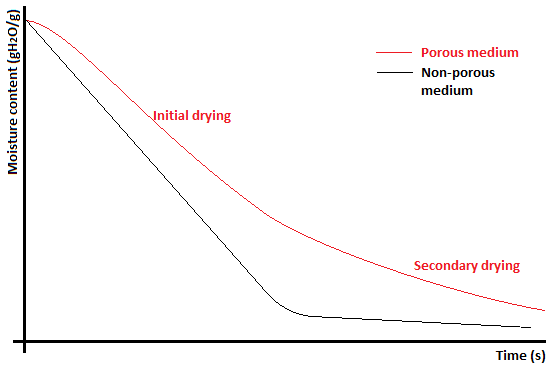 Moisture content (gH2O/g)
Porous medium
Non-porous
medium
Initial drying
Secondary drying
Time (s)